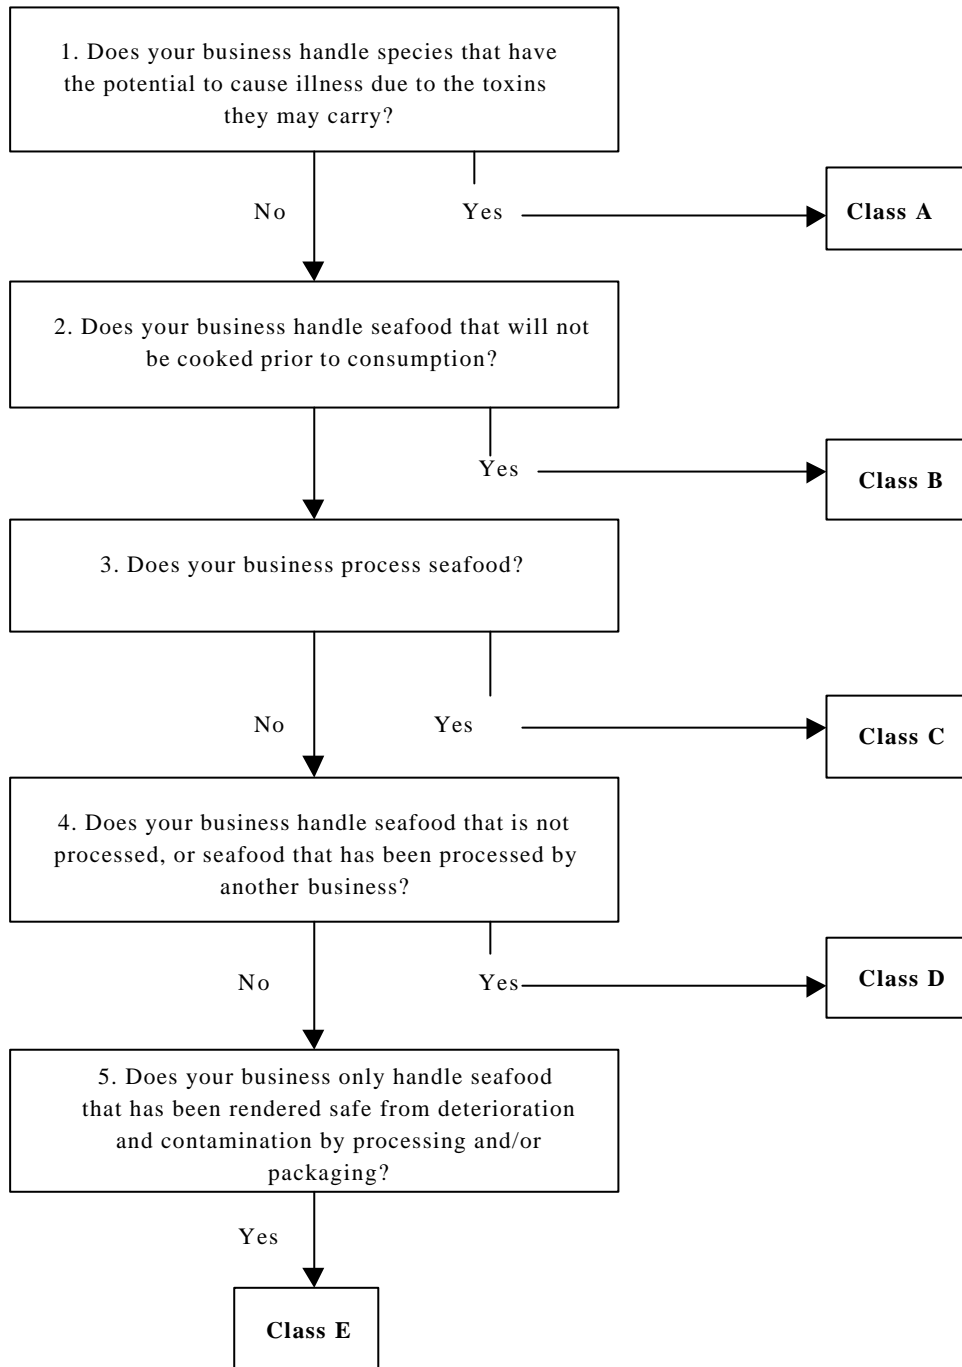 1. Does your business handle species that have
the potential to cause illness due to the toxins
they may carry?
No
Yes
Class A
2. Does your business handle seafood that will not
be cooked prior to consumption?
Yes
Class B
3. Does your business process seafood?
No
Yes
Class C
4. Does your business handle seafood that is not
processed, or seafood that has been processed by
another business?
No
Yes
Class D
5. Does your business only handle seafood
that has been rendered safe from deterioration
and contamination by processing and/or
packaging?
Yes
Class E